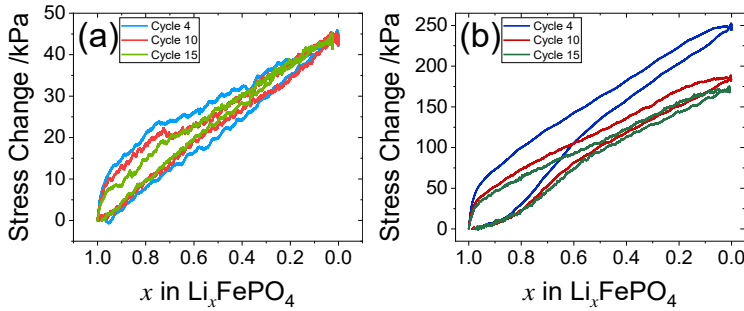 (a)
Cycle 4
Cycle 10
Cycle 15
Stress Change /kPa
50
40
30
20
10
0
1.0 0.8 0.6 0.4 0.2 0.0
x in LiₓFePO₄
(b)
Cycle 4
Cycle 10
Cycle 15
Stress Change /kPa
250
200
150
100
50
0
1.0 0.8 0.6 0.4 0.2 0.0
x in LiₓFePO₄